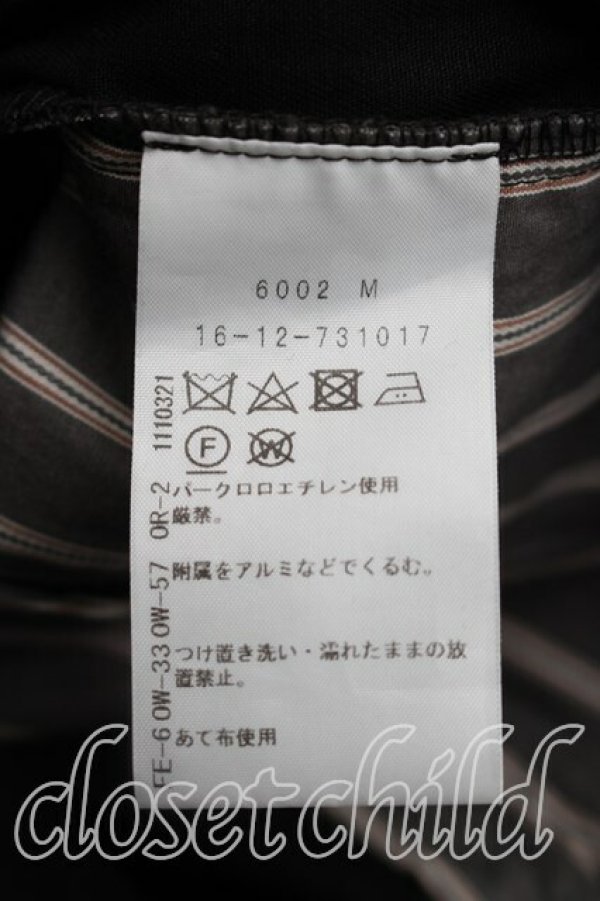 6002 M
16-12-731017
F
W
パークロロエチレン使用
厳禁。
附属をアルミなどでくるむ。
つけ置き洗い・濡れたままの放
置禁止。
あて布使用
FE-6 OW-33 OW-57 OR-2 1110321
closet child